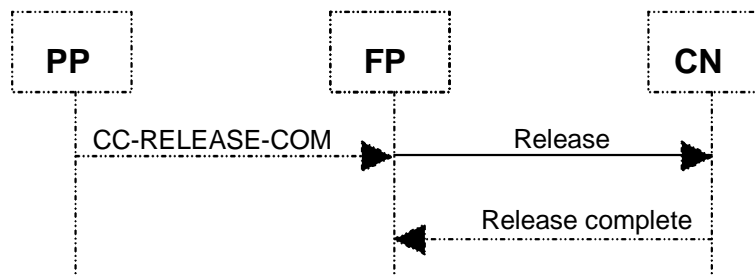 PP
FP
CN
CC-RELEASE-COM
Release
Release complete